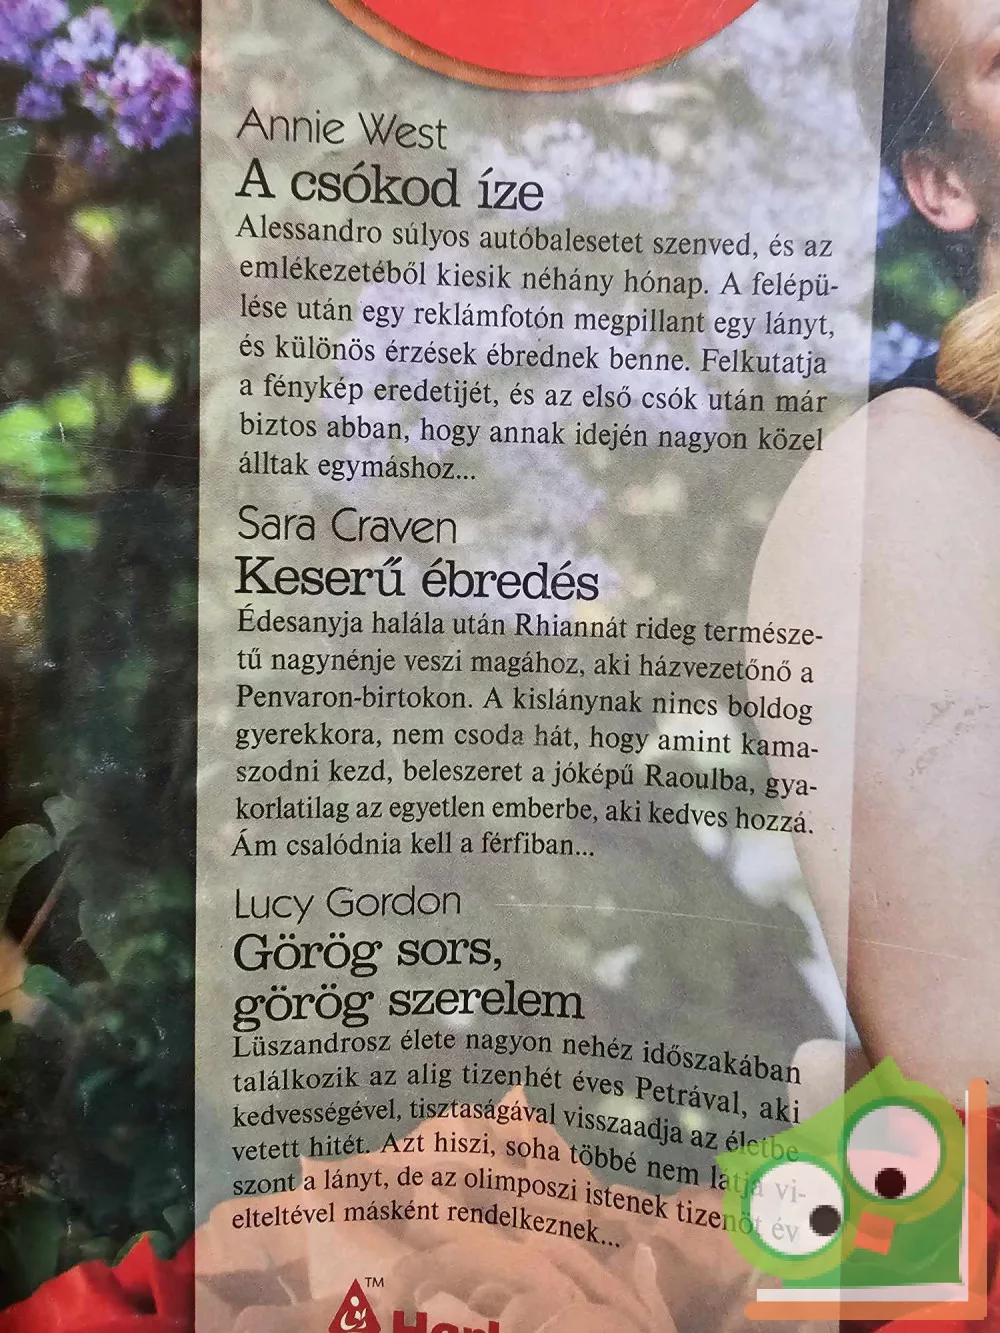 Annie West
A csókod íze
Alessandro súlyos autóbalesetet szenved, és az
emlékezetéből kiesik néhány hónap. A felépü-
lése után egy reklámfotón megpillant egy lányt,
és különös érzések ébrednek benne. Felkutatja
a fénykép eredetijét, és az első csók után már
biztos abban, hogy annak idején nagyon közel
álltak egymáshoz...
Sara Craven
Keserű ébredés
Édesanyja halála után Rhiannát rideg természe-
tű nagynénje veszi magához, aki házvezetőnő a
Penvaron-birtokon. A kislánynak nincs boldog
gyerekkora, nem csoda hát, hogy amint kama-
szodni kezd, beleszeret a jóképű Raoulba, gya-
korlatilag az egyetlen emberbe, aki kedves hozzá.
Ám csalódnia kell a férfiban...
Lucy Gordon
Görög sors,
görög szerelem
Lüszandrosz élete nagyon nehéz időszakában
találkozik az alig tizenhét éves Petrával, aki
kedvességével, tisztaságával visszaadja az életbe
vetett hitét. Azt hiszi, soha többé nem látja vi-
szont a lányt, de az olimposzi istenek tizenöt év
elteltével másként rendelkeznek...
TM